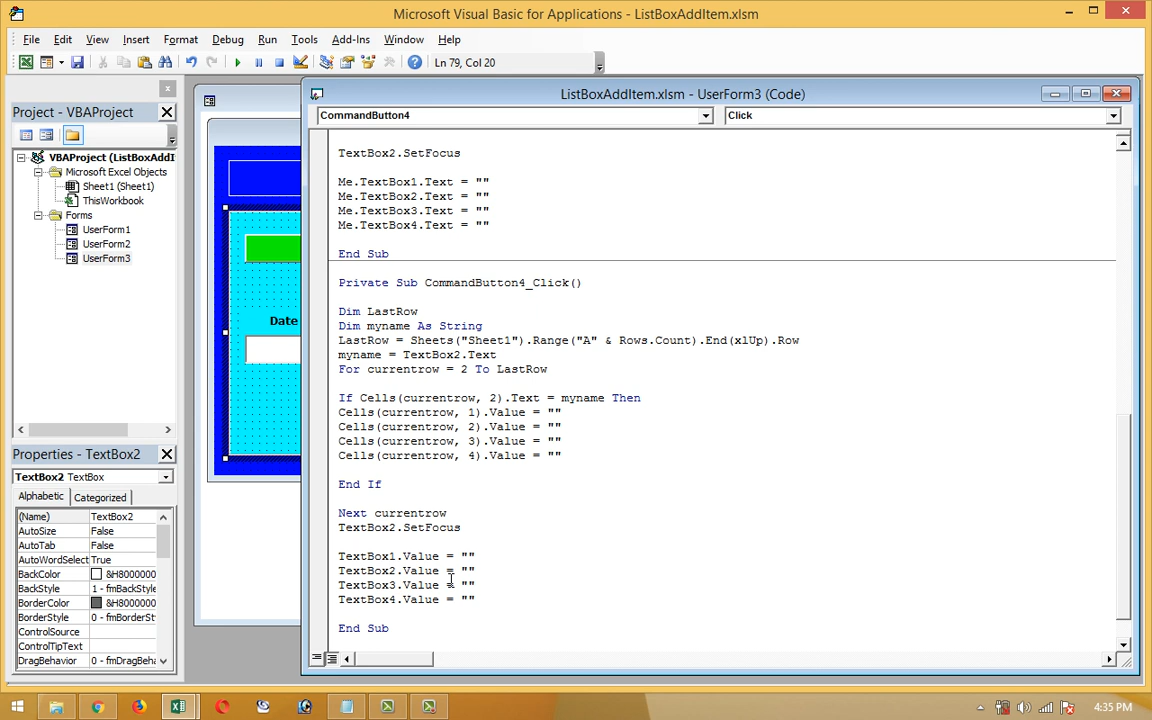 Microsoft Visual Basic for Applications - ListBoxAddItem.xlsm
File Edit View Insert Format Debug Run Tools Add-Ins Window Help
Ln 79, Col 20
Project - VBAProject
VBAProject (ListBoxAddI
Microsoft Excel Objects
Sheet1 (Sheet1)
ThisWorkbook
Forms
UserForm1
UserForm2
UserForm3
Properties - TextBox2
TextBox2 TextBox
Alphabetic Categorized
(Name) TextBox2
AutoSize False
AutoTab False
AutoWordSelect True
BackColor &H8000000
BackStyle 1 - fmBackStyle
BorderColor &H8000000
BorderStyle 0 - fmBorderSt
ControlSource
ControlTipText
DragBehavior 0 - fmDragBeha
Date
ListBoxAddItem.xlsm - UserForm3 (Code)
CommandButton4 Click
TextBox2.SetFocus
Me.TextBox1.Text = ""
Me.TextBox2.Text = ""
Me.TextBox3.Text = ""
Me.TextBox4.Text = ""
End Sub
Private Sub CommandButton4_Click()
Dim LastRow
Dim myname As String
LastRow = Sheets("Sheet1").Range("A" & Rows.Count).End(xlUp).Row
myname = TextBox2.Text
For currentrow = 2 To LastRow
If Cells(currentrow, 2).Text = myname Then
Cells(currentrow, 1).Value = ""
Cells(currentrow, 2).Value = ""
Cells(currentrow, 3).Value = ""
Cells(currentrow, 4).Value = ""
End If
Next currentrow
TextBox2.SetFocus
TextBox1.Value = ""
TextBox2.Value = ""
TextBox3.Value = ""
TextBox4.Value = ""
End Sub
4:35 PM